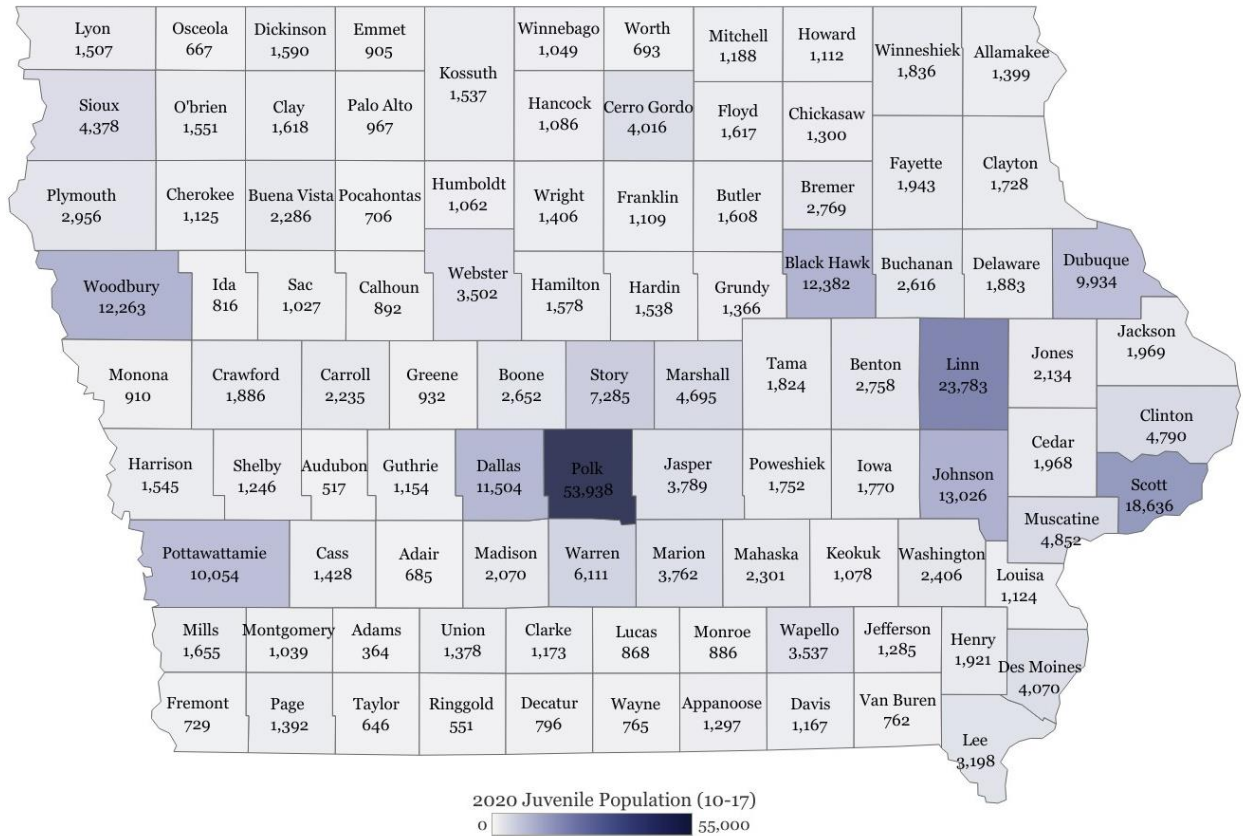 Lyon
1,507
Osceola
667
Dickinson
1,590
Emmet
905
Kossuth
1,537
Winnebago
1,049
Worth
693
Mitchell
1,188
Howard
1,112
Winneshiek
1,836
Allamakee
1,399
Sioux
4,378
O'brien
1,551
Clay
1,618
Palo Alto
967
Hancock
1,086
Cerro Gordo
4,016
Floyd
1,617
Chickasaw
1,300
Plymouth
2,956
Cherokee
1,125
Buena Vista
2,286
Pocahontas
706
Humboldt
1,062
Wright
1,406
Franklin
1,109
Butler
1,608
Bremer
2,769
Fayette
1,943
Clayton
1,728
Woodbury
12,263
Ida
816
Sac
1,027
Calhoun
892
Webster
3,502
Hamilton
1,578
Hardin
1,538
Grundy
1,366
Black Hawk
12,382
Buchanan
2,616
Delaware
1,883
Dubuque
9,934
Monona
910
Crawford
1,886
Carroll
2,235
Greene
932
Boone
2,652
Story
7,285
Marshall
4,695
Tama
1,824
Benton
2,758
Linn
23,783
Jones
2,134
Jackson
1,969
Clinton
4,790
Harrison
1,545
Shelby
1,246
Audubon
517
Guthrie
1,154
Dallas
11,504
Polk
53,938
Jasper
3,789
Poweshiek
1,752
Iowa
1,770
Johnson
13,026
Cedar
1,968
Scott
18,636
Muscatine
4,852
Pottawattamie
10,054
Cass
1,428
Adair
685
Madison
2,070
Warren
6,111
Marion
3,762
Mahaska
2,301
Keokuk
1,078
Washington
2,406
Louisa
1,124
Mills
1,655
Montgomery
1,039
Adams
364
Union
1,378
Clarke
1,173
Lucas
868
Monroe
886
Wapello
3,537
Jefferson
1,285
Henry
1,921
Des Moines
4,070
Fremont
729
Page
1,392
Taylor
646
Ringgold
551
Decatur
796
Wayne
765
Appanoose
1,297
Davis
1,167
Van Buren
762
Lee
3,198
2020 Juvenile Population (10-17)
0 55,000